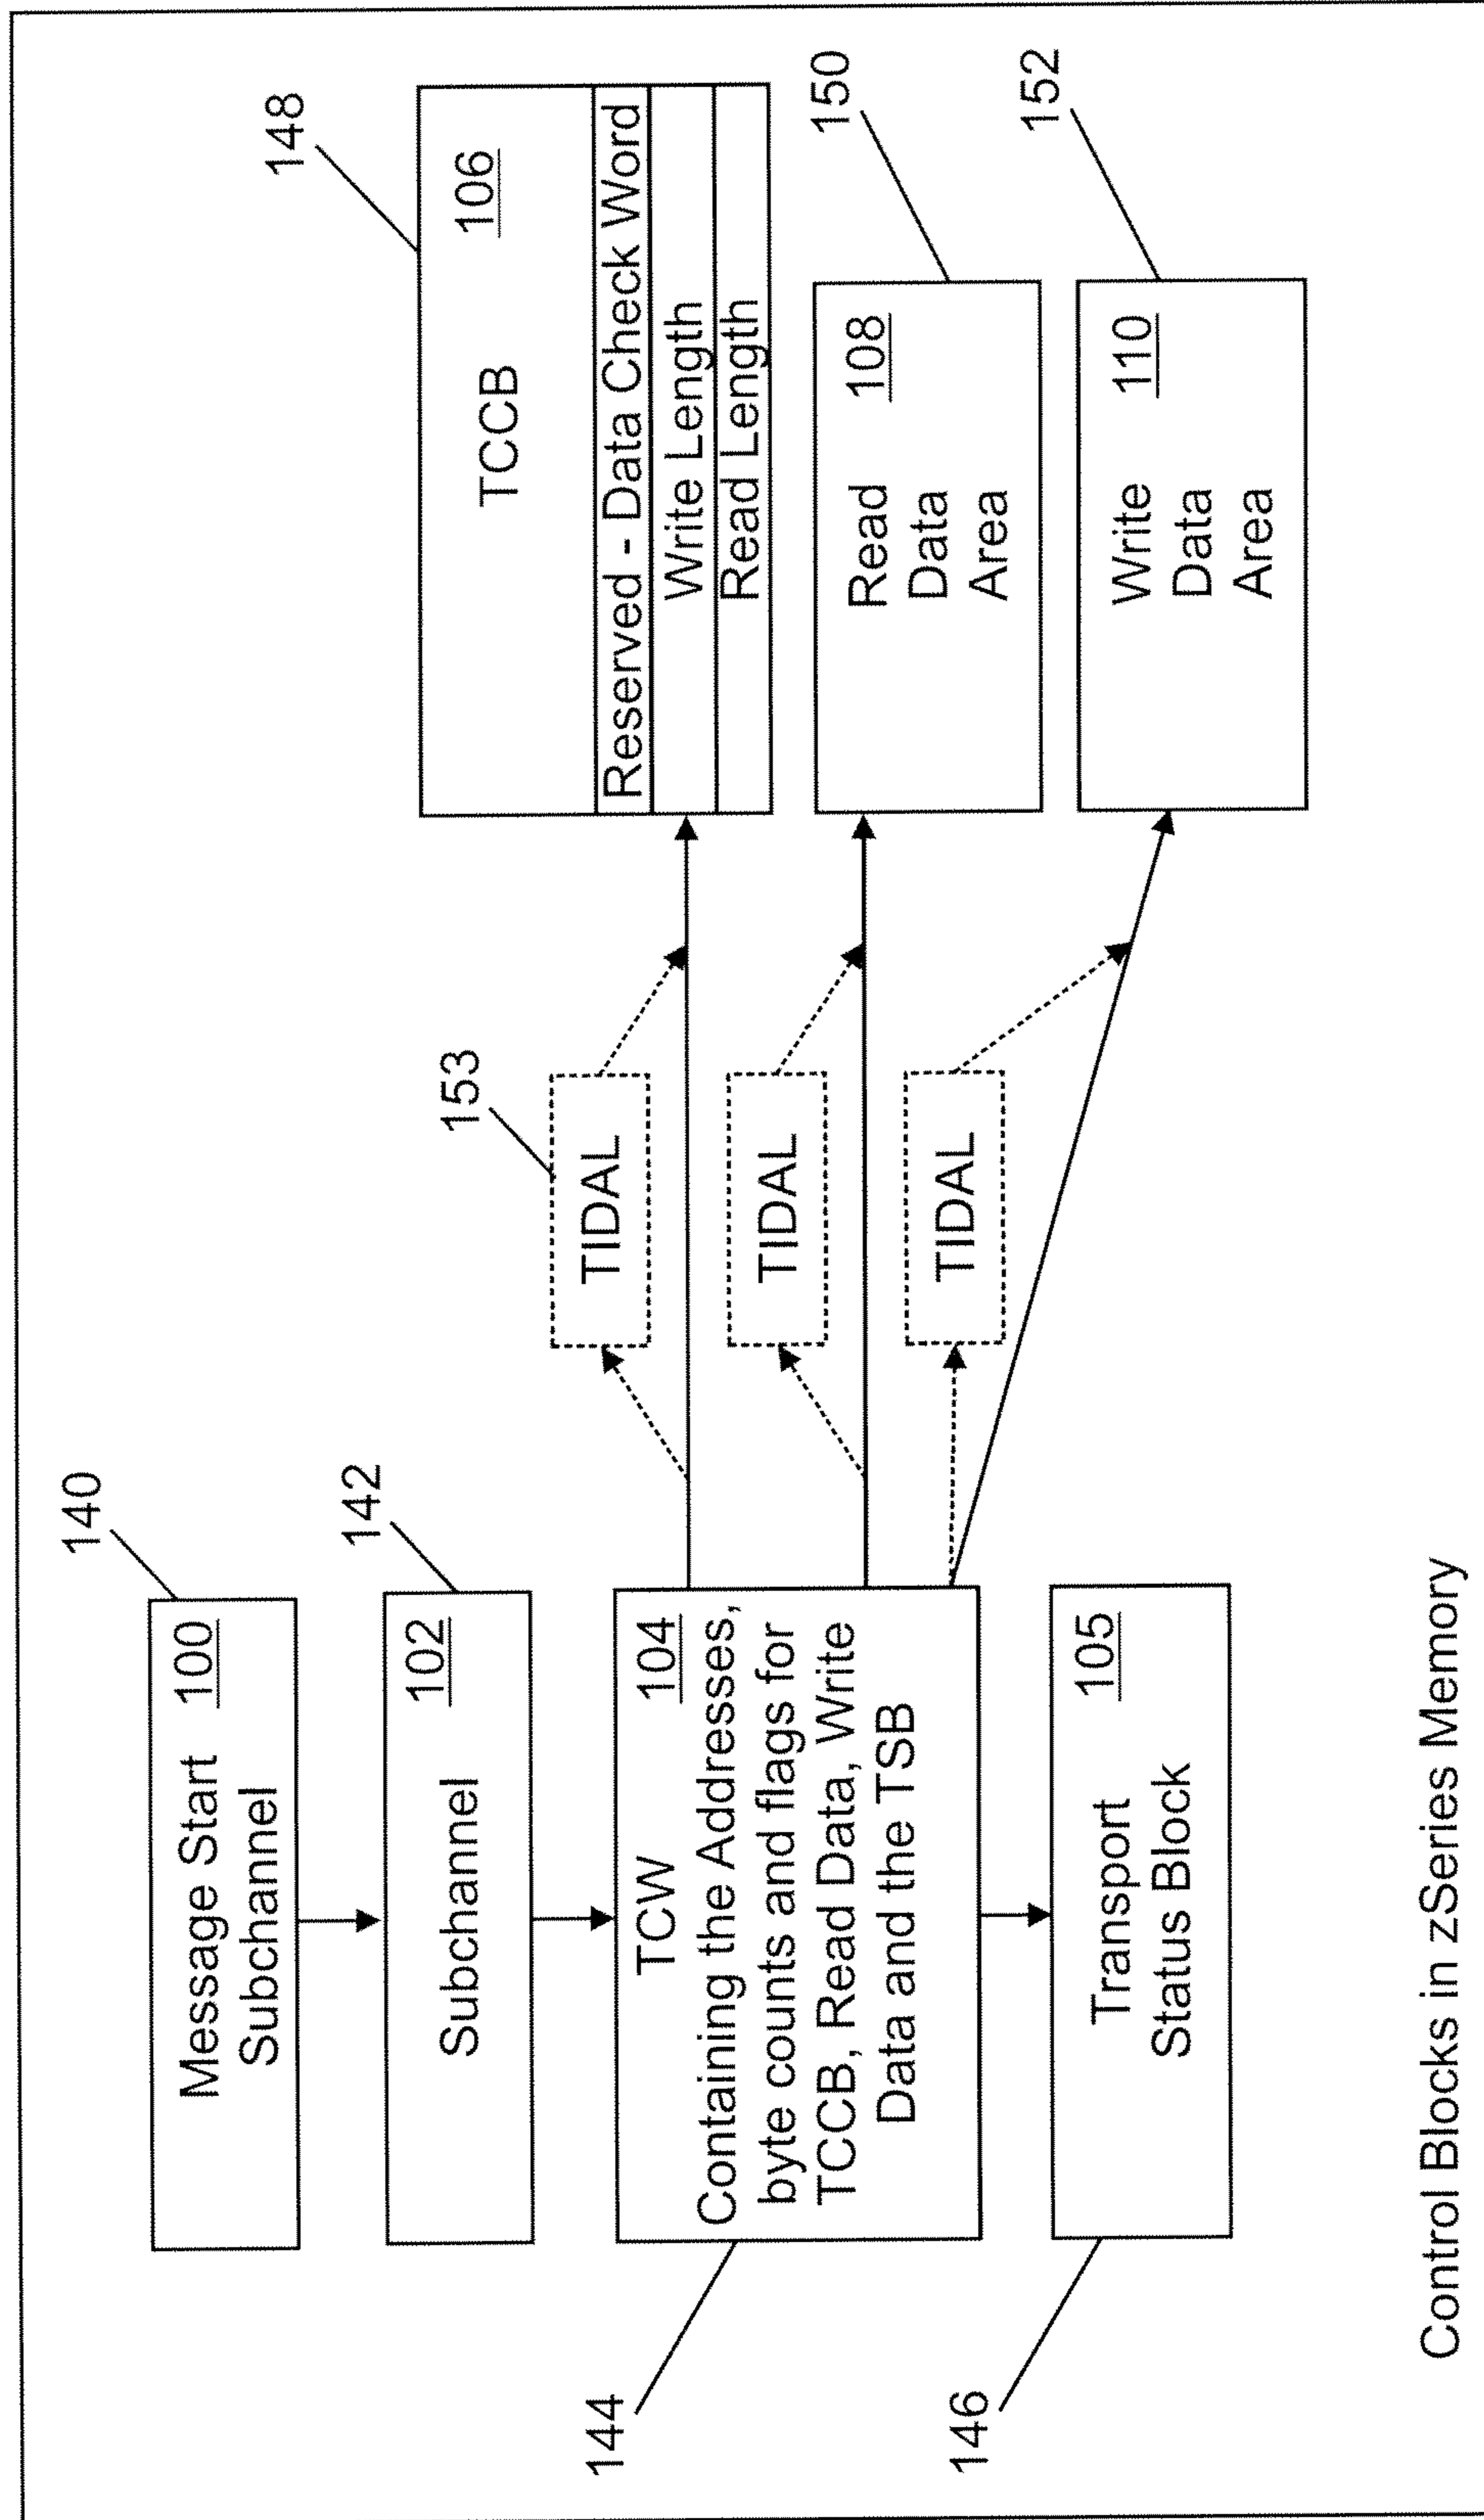 140
Message Start 100
Subchannel
142
Subchannel 102
144
TCW 104
Containing the Addresses,
byte counts and flags for
TCCB, Read Data, Write
Data and the TSB
146
Transport 105
Status Block
153
TIDAL
TIDAL
TIDAL
148
TCCB 106
Reserved - Data Check Word
Write Length
Read Length
150
Read 108
Data
Area
152
Write 110
Data
Area
Control Blocks in zSeries Memory